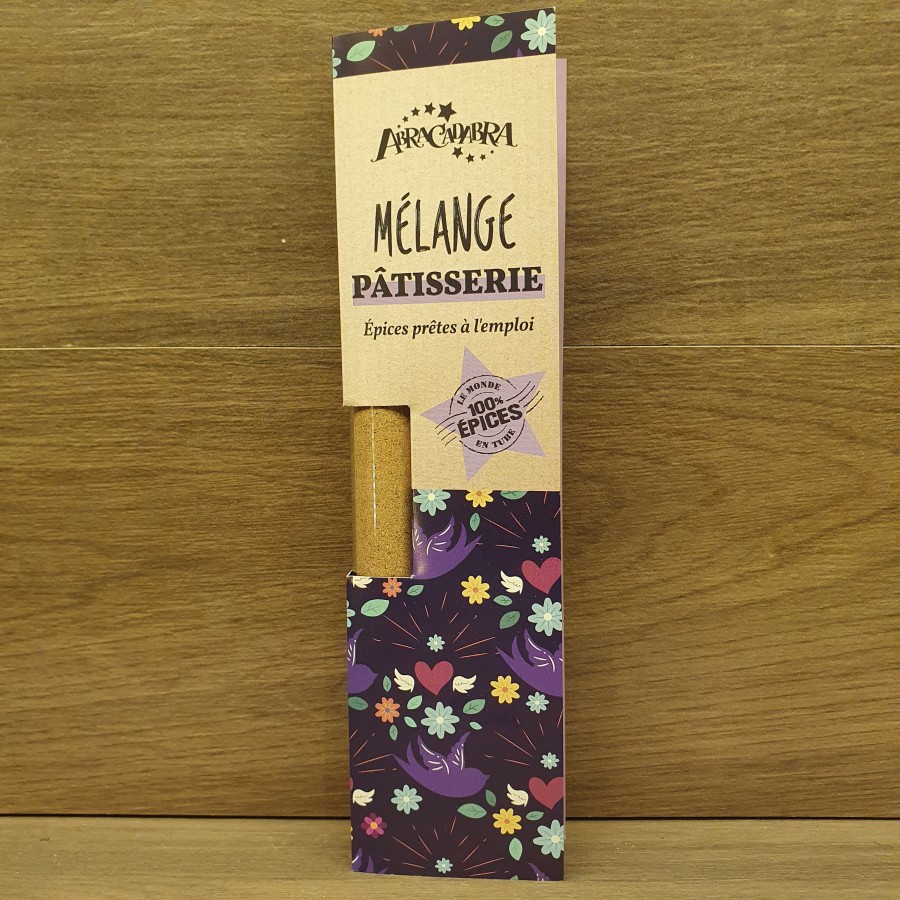 ABRACADABRA
MÉLANGE
PÂTISSERIE
Épices prêtes à l'emploi
LE MONDE
100%
ÉPICES
EN TUBE